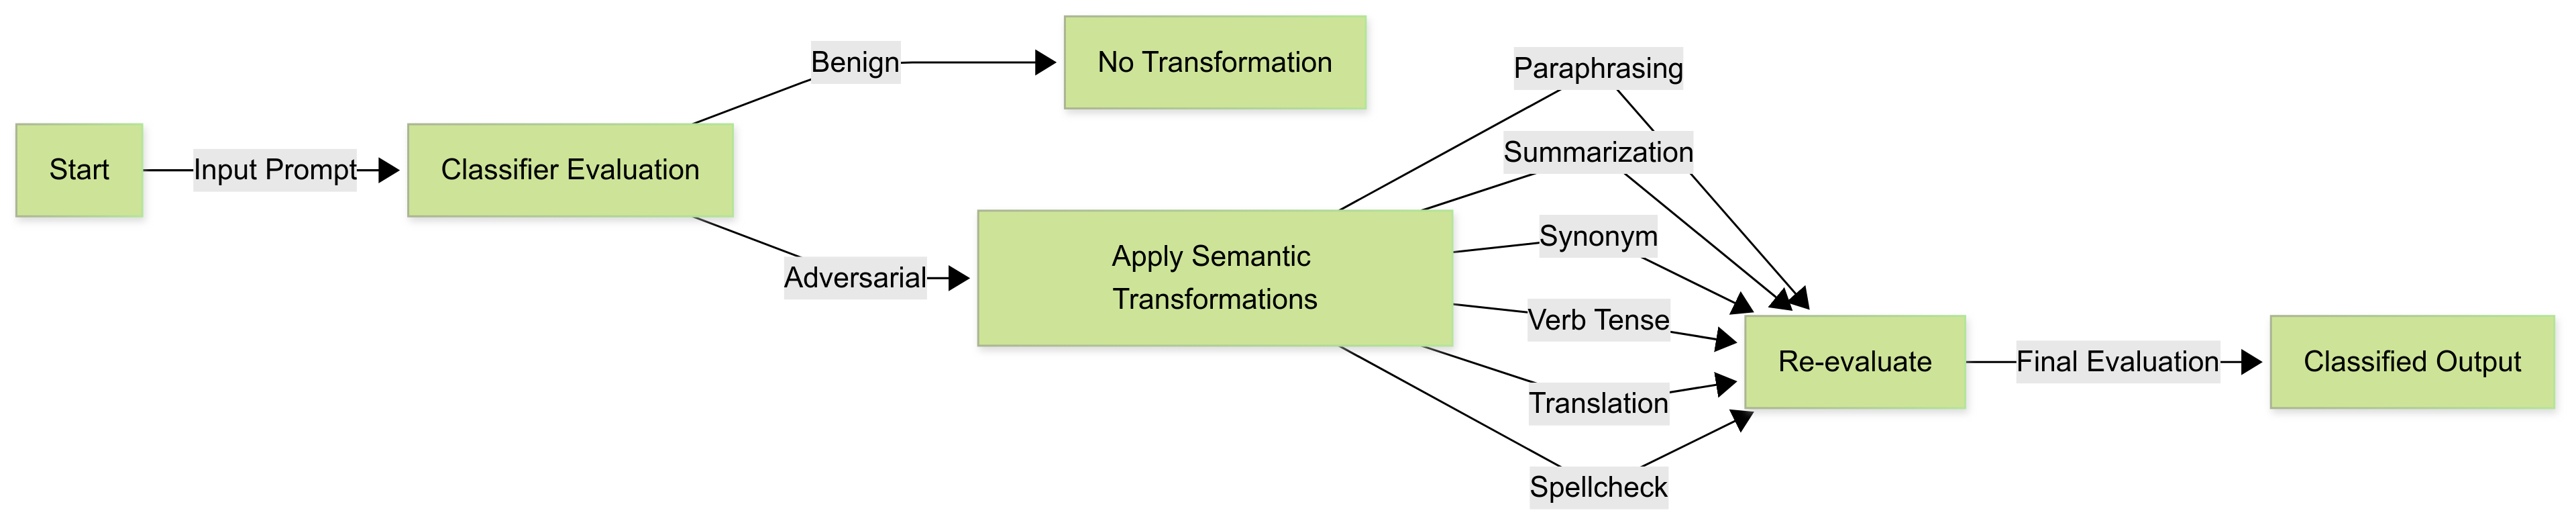 Start
Input Prompt
Classifier Evaluation
Benign
No Transformation
Adversarial
Apply Semantic
Transformations
Paraphrasing
Summarization
Synonym
Verb Tense
Translation
Spellcheck
Re-evaluate
Final Evaluation
Classified Output